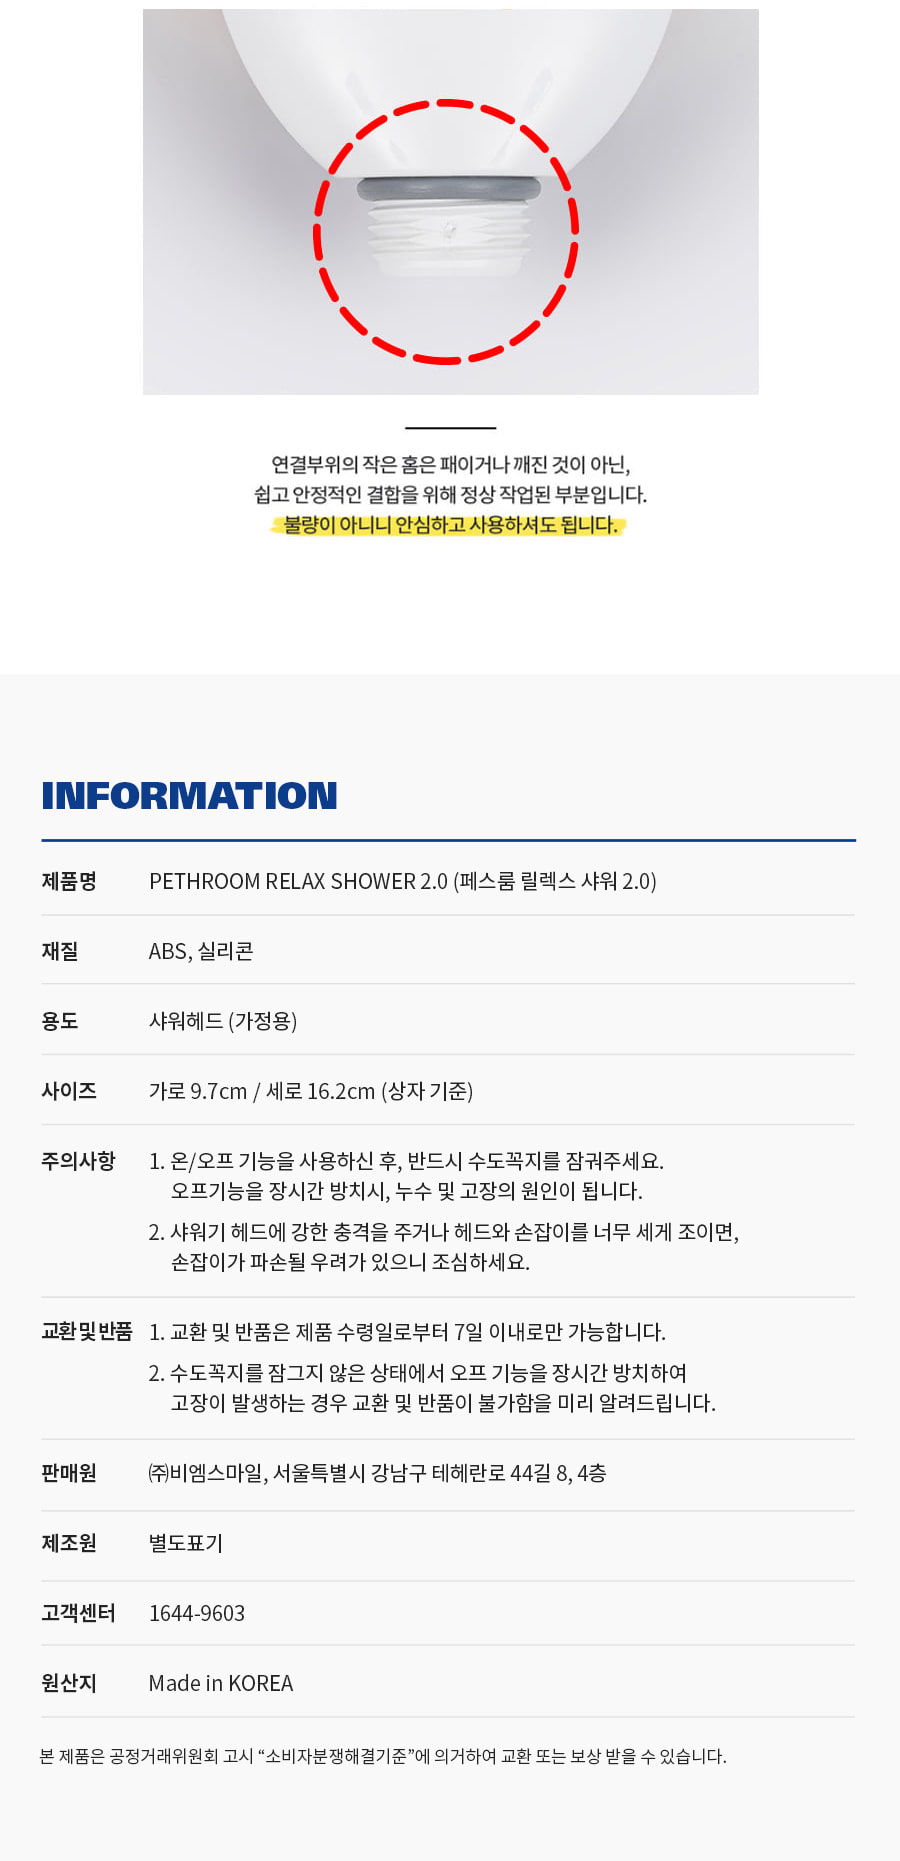 연결부위의 작은 홈은 패이거나 깨진 것이 아닌,
쉽고 안정적인 결합을 위해 정상 작업된 부분입니다.
불량이 아니니 안심하고 사용하셔도 됩니다.
INFORMATION
제품명 PETHROOM RELAX SHOWER 2.0 (페스룸 릴렉스 샤워 2.0)
재질 ABS, 실리콘
용도 샤워헤드 (가정용)
사이즈 가로 9.7cm / 세로 16.2cm (상자 기준)
주의사항 1. 온/오프 기능을 사용하신 후, 반드시 수도꼭지를 잠궈주세요.
오프기능을 장시간 방치시, 누수 및 고장의 원인이 됩니다.
2. 샤워기 헤드에 강한 충격을 주거나 헤드와 손잡이를 너무 세게 조이면,
손잡이가 파손될 우려가 있으니 조심하세요.
교환및반품 1. 교환 및 반품은 제품 수령일로부터 7일 이내로만 가능합니다.
2. 수도꼭지를 잠그지 않은 상태에서 오프 기능을 장시간 방치하여
고장이 발생하는 경우 교환 및 반품이 불가함을 미리 알려드립니다.
판매원 ㈜비엠스마일, 서울특별시 강남구 테헤란로 44길 8, 4층
제조원 별도표기
고객센터 1644-9603
원산지 Made in KOREA
본 제품은 공정거래위원회 고시 “소비자분쟁해결기준”에 의거하여 교환 또는 보상 받을 수 있습니다.